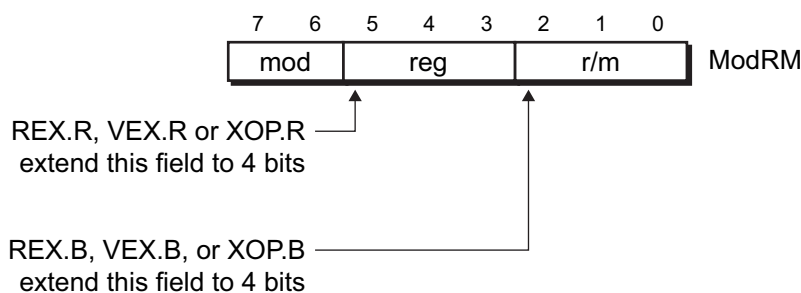 7 6 5 4 3 2 1 0
mod reg r/m ModRM
REX.R, VEX.R or XOP.R
extend this field to 4 bits
REX.B, VEX.B, or XOP.B
extend this field to 4 bits